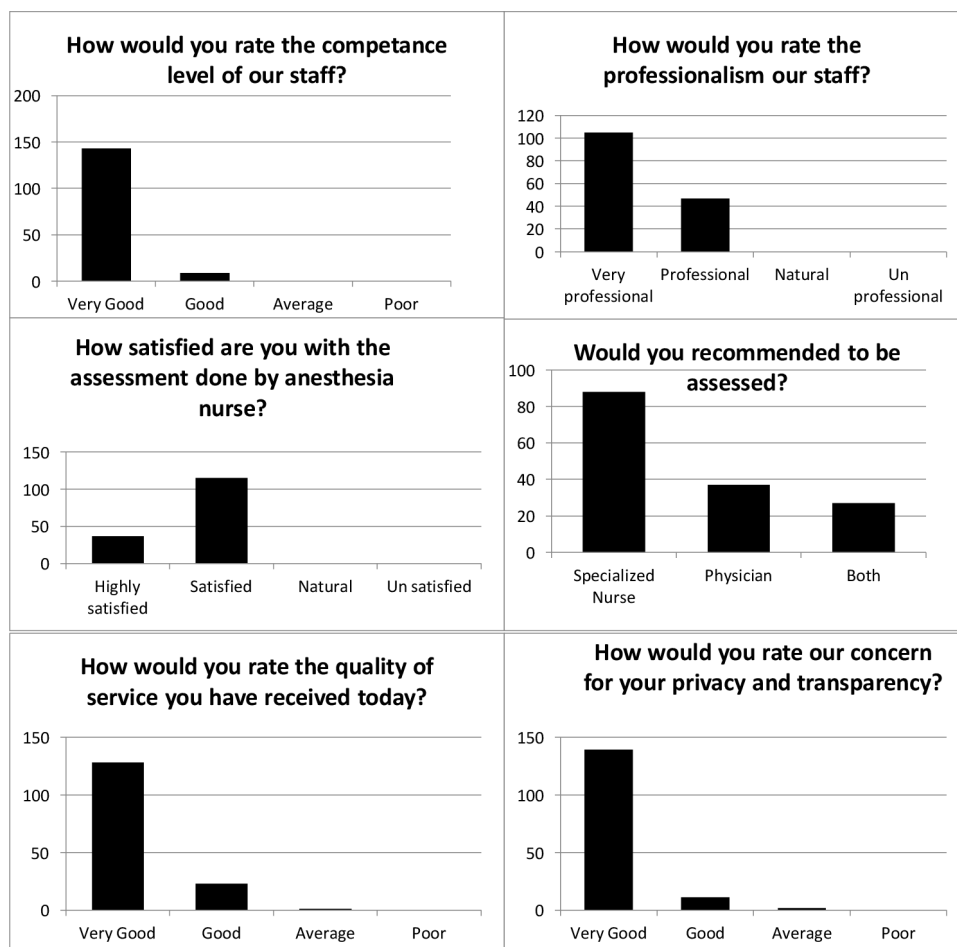 How would you rate the competance
level of our staff?
200
150
100
50
0
Very Good Good Average Poor
How would you rate the
professionalism our staff?
120
100
80
60
40
20
0
Very Professional Natural Un
professional professional
How satisfied are you with the
assessment done by anesthesia
nurse?
150
100
50
0
Highly Satisfied Natural Un satisfied
satisfied
Would you recommended to be
assessed?
100
80
60
40
20
0
Specialized Physician Both
Nurse
How would you rate the quality of
service you have received today?
150
100
50
0
Very Good Good Average Poor
How would you rate our concern
for your privacy and transparency?
150
100
50
0
Very Good Good Average Poor